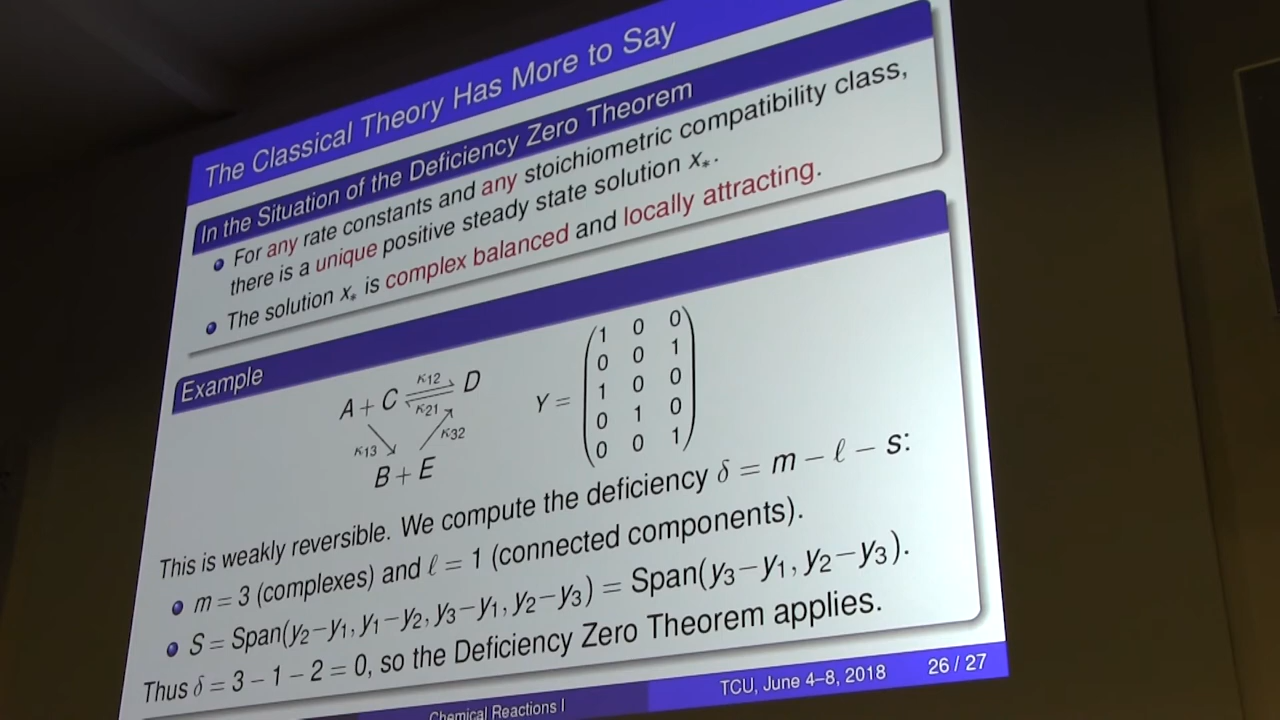 The Classical Theory Has More to Say
In the Situation of the Deficiency Zero Theorem
For any rate constants and any stoichiometric compatibility class,
there is a unique positive steady state solution x∗.
The solution x∗ is complex balanced and locally attracting.
Example
A + C ⇌ D
κ12
κ21
κ13
κ32
B + E
Y =
1 0 0
0 0 1
1 0 0
0 1 0
0 0 1
This is weakly reversible. We compute the deficiency δ = m − ℓ − s:
m = 3 (complexes) and ℓ = 1 (connected components).
S = Span(y2−y1, y1−y2, y3−y1, y2−y3) = Span(y3−y1, y2−y3).
Thus δ = 3 − 1 − 2 = 0, so the Deficiency Zero Theorem applies.
Chemical Reactions I
TCU, June 4–8, 2018
26 / 27